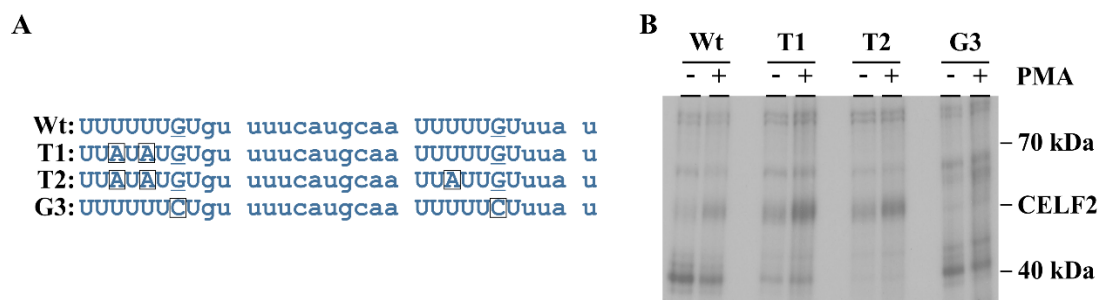 A
Wt: UUUUUUGUgu uuucaugcaa UUUUUGUuua u
T1: UUAUAUGUgu uuucaugcaa UUUUUGUuua u
T2: UUAUAUGUgu uuucaugcaa UUAUUGUuua u
G3: UUUUUUCUgu uuucaugcaa UUUUUCUuua u
B
Wt T1 T2 G3
- + - + - + - + PMA
70 kDa
CELF2
40 kDa